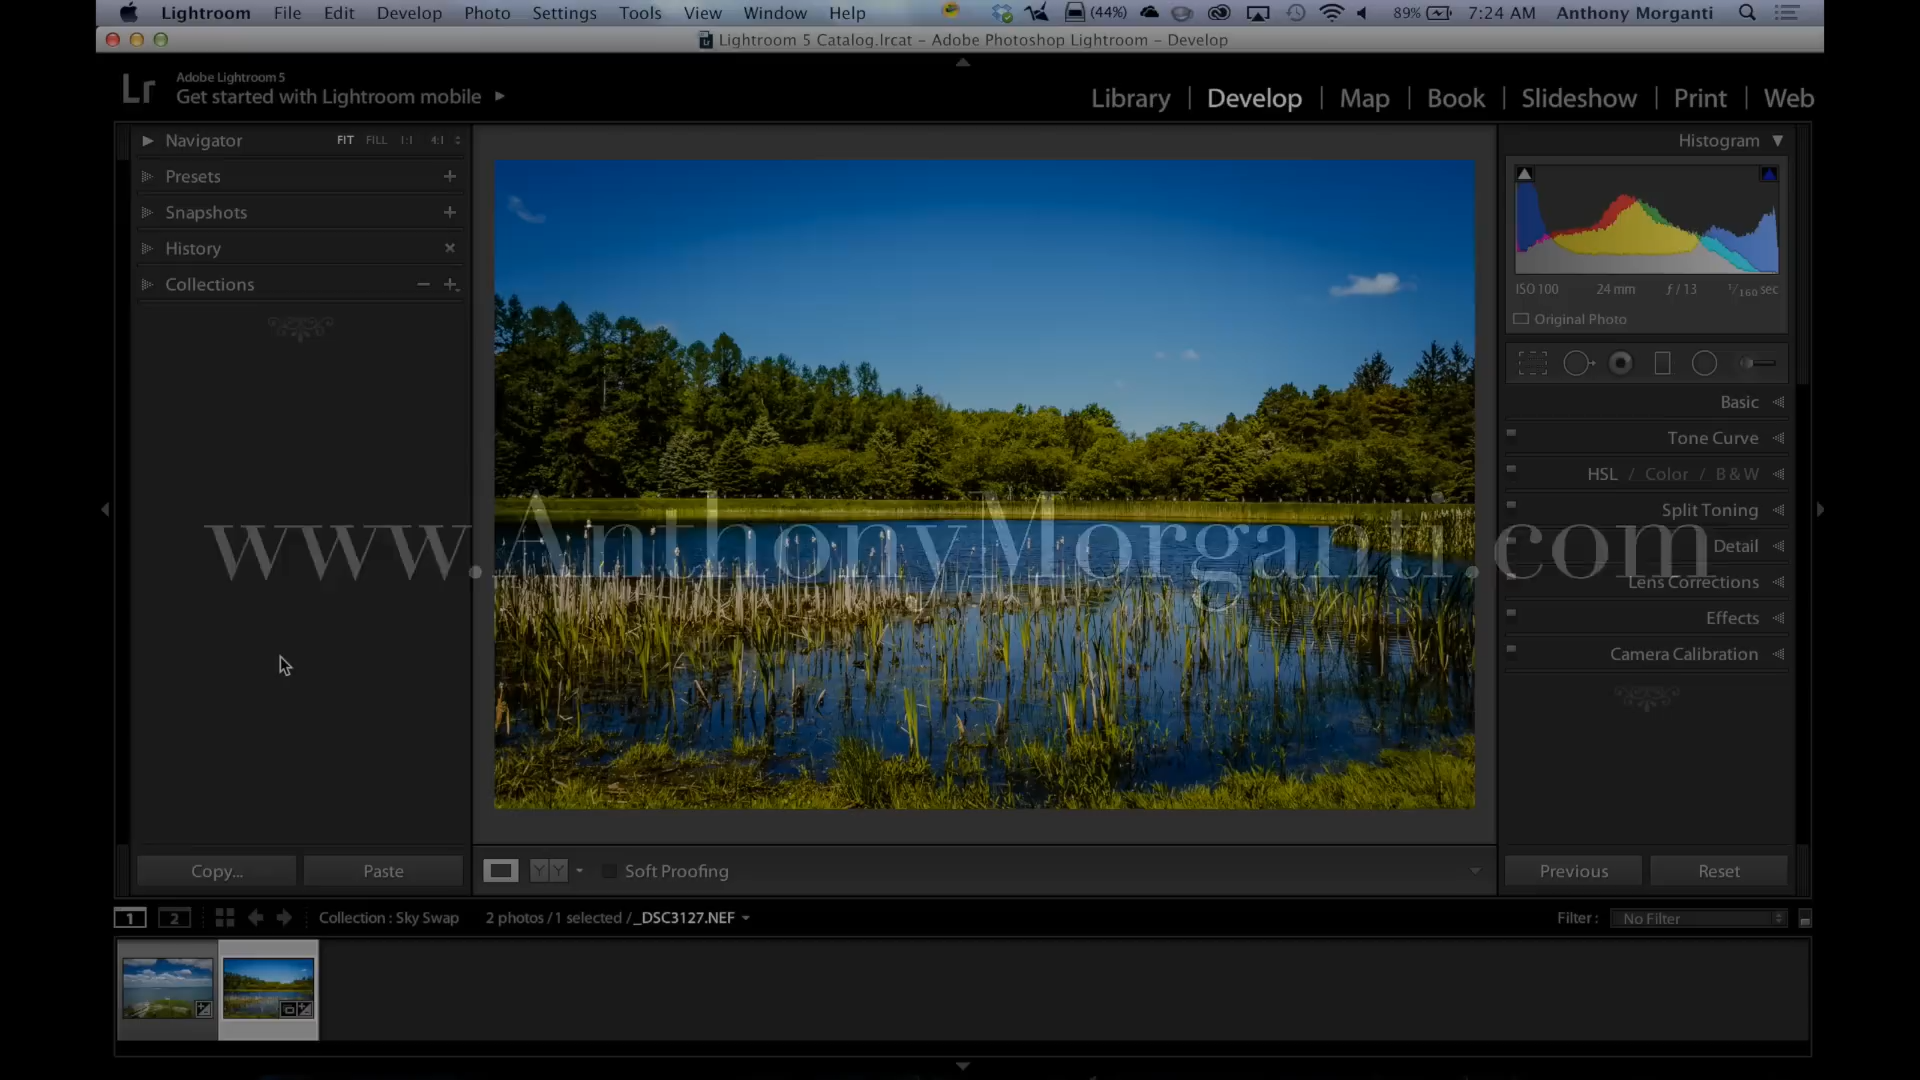 Lightroom File Edit Develop Photo Settings Tools View Window Help (44%) 89% 7:24 AM Anthony Morganti
Lightroom 5 Catalog.lrcat – Adobe Photoshop Lightroom – Develop
Lr Adobe Lightroom 5
Get started with Lightroom mobile
Library | Develop | Map | Book | Slideshow | Print | Web
Navigator FIT FILL 1:1 4:1
Presets
Snapshots
History
Collections
Histogram
ISO 100 24 mm ƒ / 13 1/160 sec
Original Photo
Basic
Tone Curve
HSL / Color / B & W
Split Toning
Detail
Lens Corrections
Effects
Camera Calibration
www.AnthonyMorganti.com
Copy... Paste
YY Soft Proofing
Previous Reset
1 2 Collection : Sky Swap 2 photos / 1 selected / _DSC3127.NEF Filter : No Filter